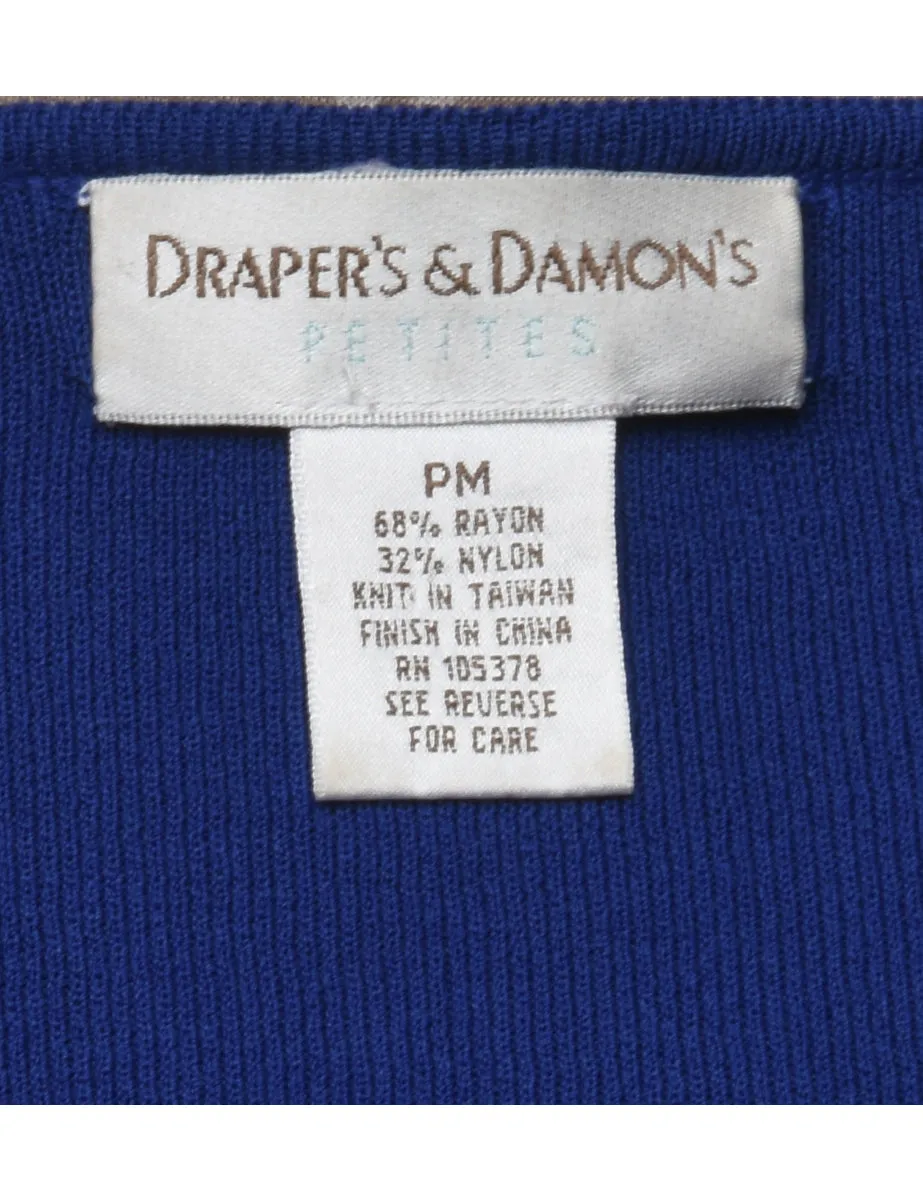 DRAPER'S & DAMON'S
PETITES
PM
68% RAYON
32% NYLON
KNIT IN TAIWAN
FINISH IN CHINA
RN 105378
SEE REVERSE
FOR CARE